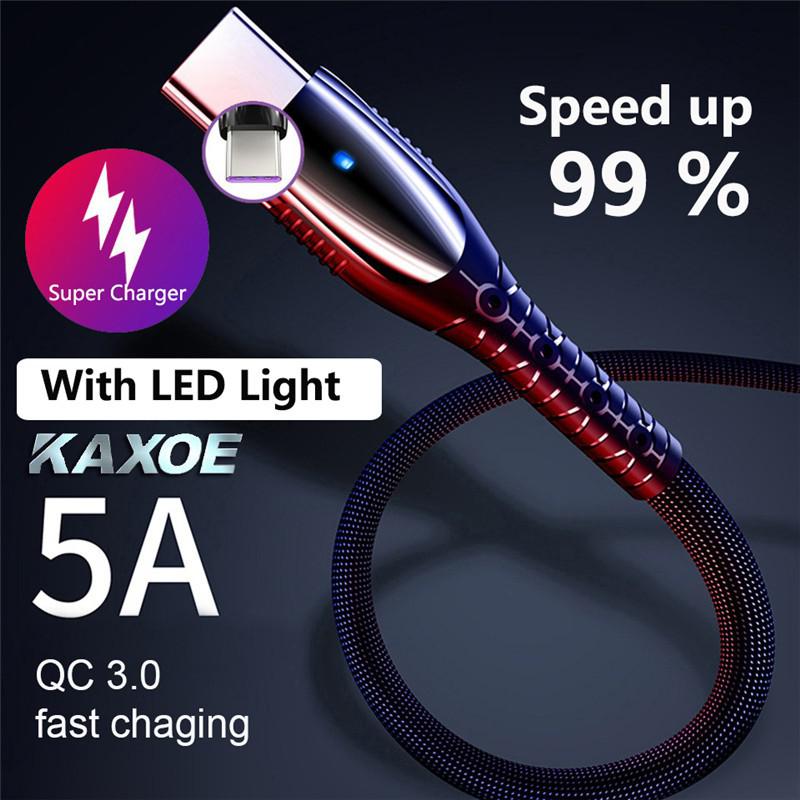 Speed up
99 %
Super Charger
With LED Light
KAXOE
5A
QC 3.0
fast chaging